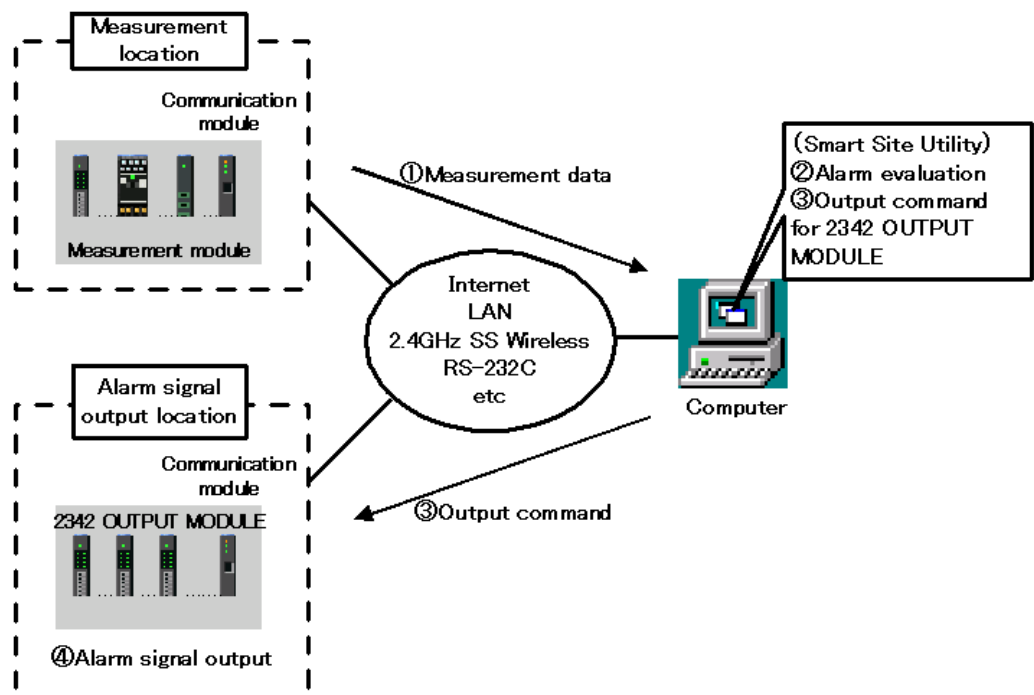 Measurement
location
Communication
module
Measurement module
①Measurement data
(Smart Site Utility)
②Alarm evaluation
③Output command
for 2342 OUTPUT
MODULE
Internet
LAN
2.4GHz SS Wireless
RS-232C
etc
Computer
Alarm signal
output location
Communication
module
2342 OUTPUT MODULE
③Output command
④Alarm signal output